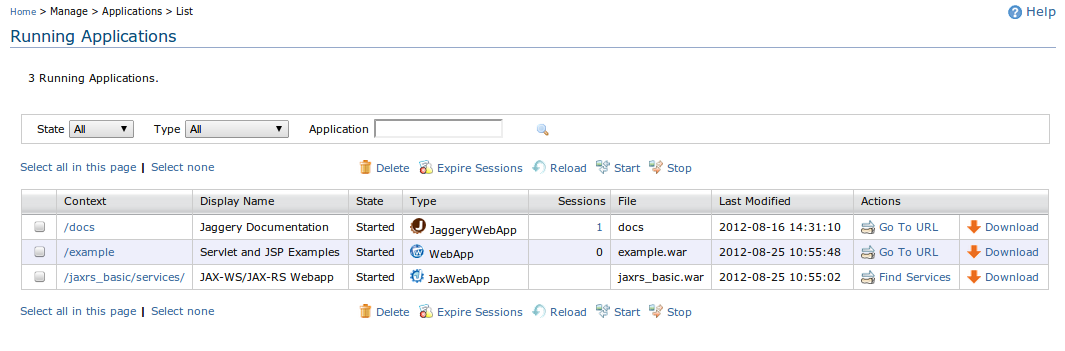 Home > Manage > Applications > List
Help
Running Applications
3 Running Applications.
State All Type All Application
Select all in this page | Select none Delete Expire Sessions Reload Start Stop
Context Display Name State Type Sessions File Last Modified Actions
/docs Jaggery Documentation Started JaggeryWebApp 1 docs 2012-08-16 14:31:10 Go To URL Download
/example Servlet and JSP Examples Started WebApp 0 example.war 2012-08-25 10:55:48 Go To URL Download
/jaxrs_basic/services/ JAX-WS/JAX-RS Webapp Started JaxWebApp jaxrs_basic.war 2012-08-25 10:55:02 Find Services Download
Select all in this page | Select none Delete Expire Sessions Reload Start Stop